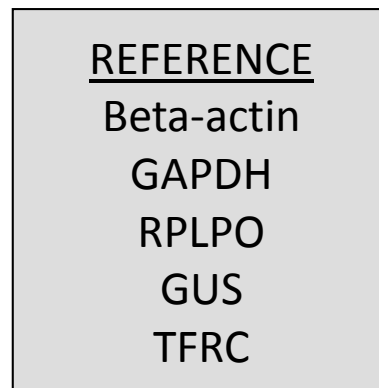 REFERENCE
Beta-actin
GAPDH
RPLPO
GUS
TFRC